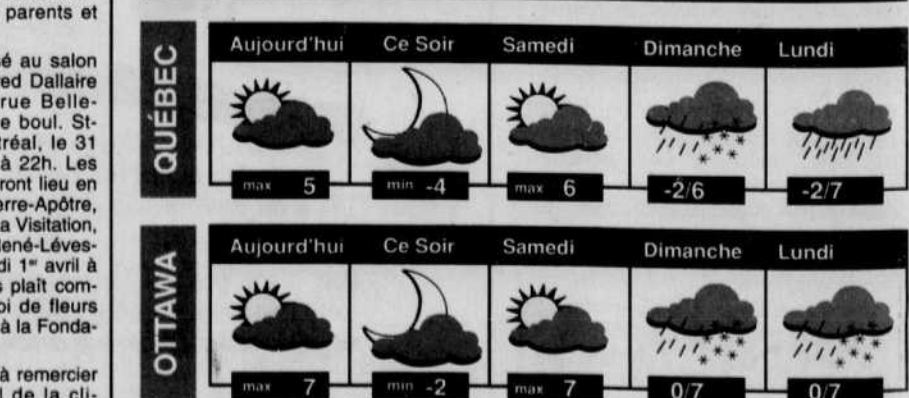 parents et
é au salon
ed Dallaire
rue Belle-
e boul. St-
tréal, le 31
à 22h. Les
ront lieu en
erre-Apôtre,
a Visitation,
ené-Léves-
di 1er avril à
s plaît com-
oi de fleurs
à la Fonda-
à remercier
l de la cli-
QUÉBEC
Aujourd'hui Ce Soir Samedi Dimanche Lundi
max 5 min -4 max 6 -2/6 -2/7
OTTAWA
Aujourd'hui Ce Soir Samedi Dimanche Lundi
max 7 min -2 max 7 0/7 0/7